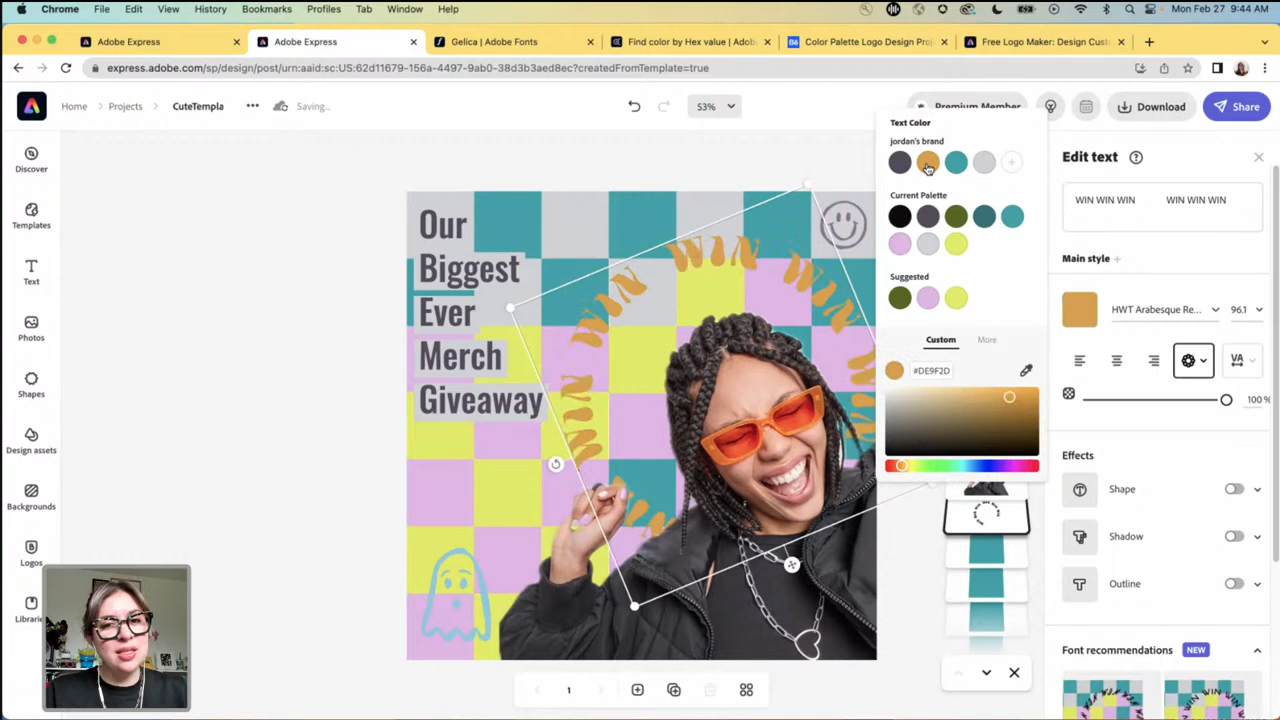 Chrome File Edit View History Bookmarks Profiles Tab Window Help
Mon Feb 27 9:44 AM
Adobe Express
Adobe Express
Gelica | Adobe Fonts
Find color by Hex value | Adob
Color Palette Logo Design Pro
Free Logo Maker: Design Cust
express.adobe.com/sp/design/post/urn:aaid:sc:US:62d11679-156a-4497-9ab0-38d3b3aed8ec?createdFromTemplate=true
Home
Projects
CuteTempla
Saving...
53%
Premium Member
Download
Share
Discover
Templates
Text
Photos
Shapes
Design assets
Backgrounds
Logos
Librarie
Our
Biggest
Ever
Merch
Giveaway
WIN WIN
Text Color
jordan's brand
Current Palette
Suggested
Custom
More
#DE9F2D
1
Edit text
WIN WIN WIN WIN WIN WIN
Main style
HWT Arabesque Re...
96.1
VA
100 %
Effects
Shape
Shadow
Outline
Font recommendations
NEW